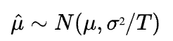 μ̂ ∼ N(μ, σ²/T)